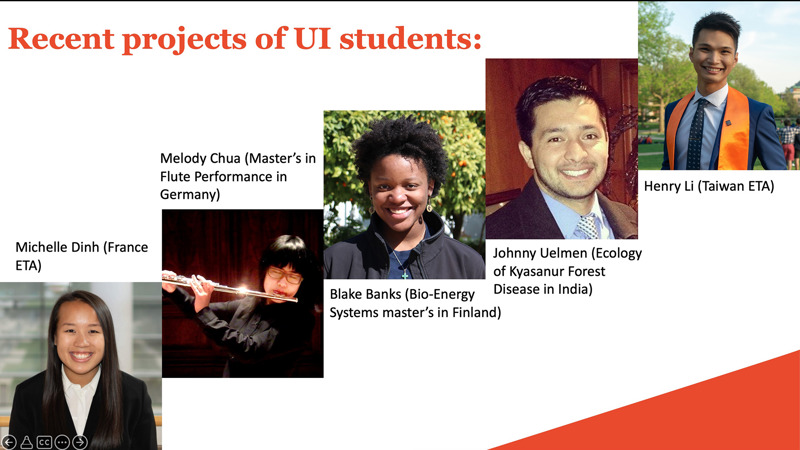 Recent projects of UI students:
Michelle Dinh (France
ETA)
Melody Chua (Master’s in
Flute Performance in
Germany)
Blake Banks (Bio-Energy
Systems master’s in Finland)
Johnny Uelmen (Ecology
of Kyasanur Forest
Disease in India)
Henry Li (Taiwan ETA)
CC